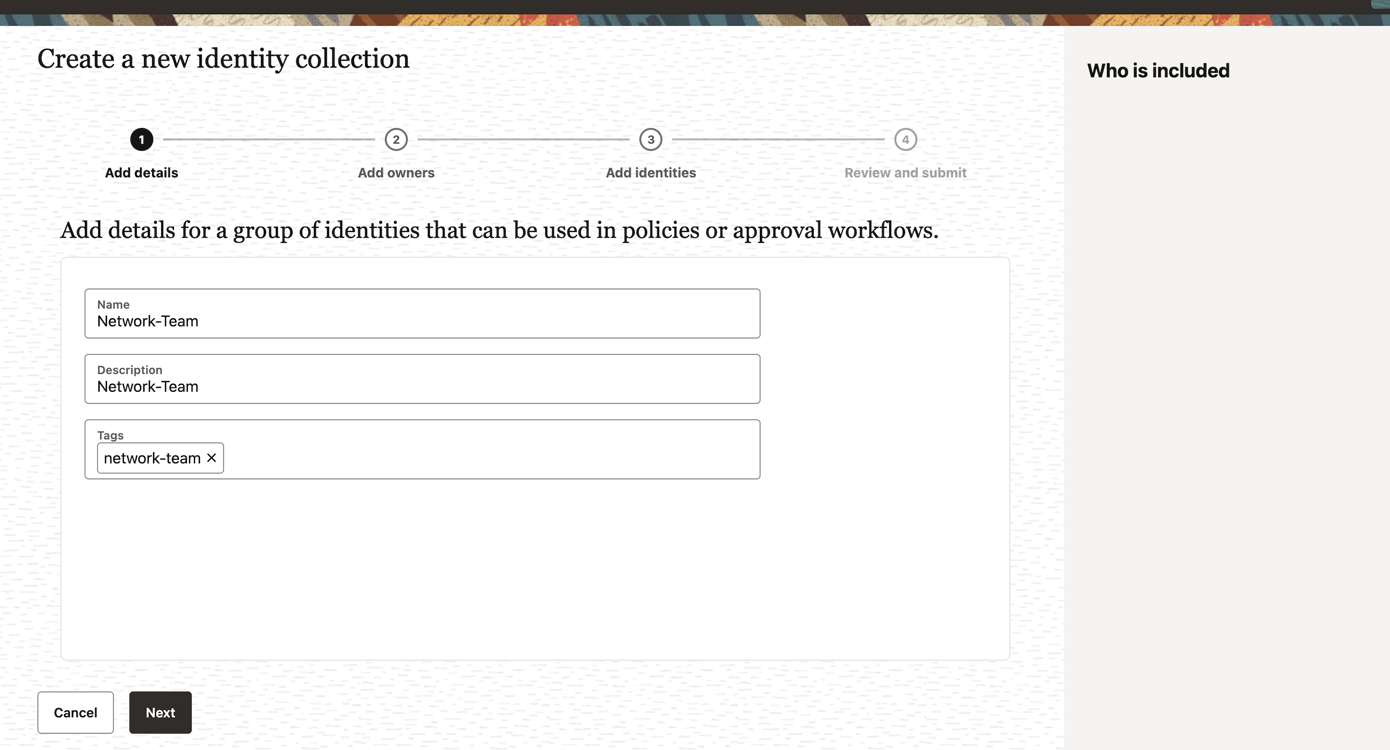 Create a new identity collection
Who is included
1
2
3
4
Add details
Add owners
Add identities
Review and submit
Add details for a group of identities that can be used in policies or approval workflows.
Name
Network-Team
Description
Network-Team
Tags
network-team ×
Cancel
Next